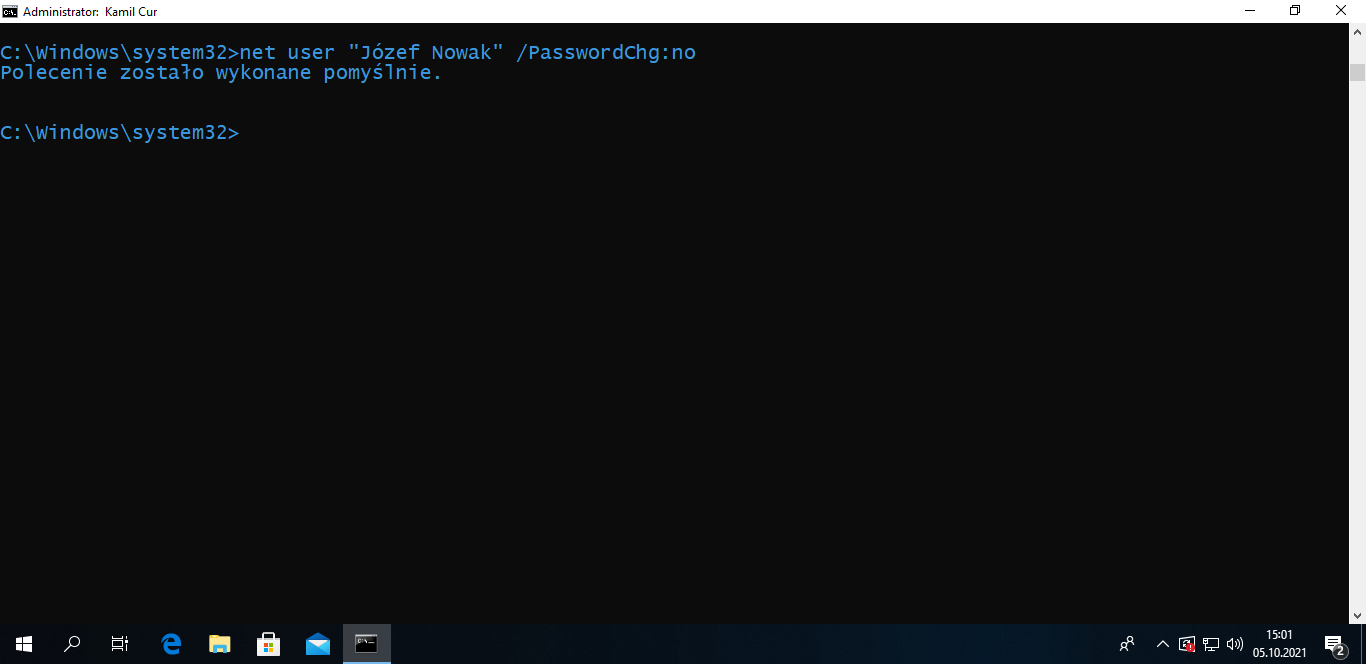 Administrator: Kamil Cur
C:\Windows\system32>net user "Józef Nowak" /PasswordChg:no
Polecenie zostało wykonane pomyślnie.
C:\Windows\system32>
15:01
05.10.2021
2